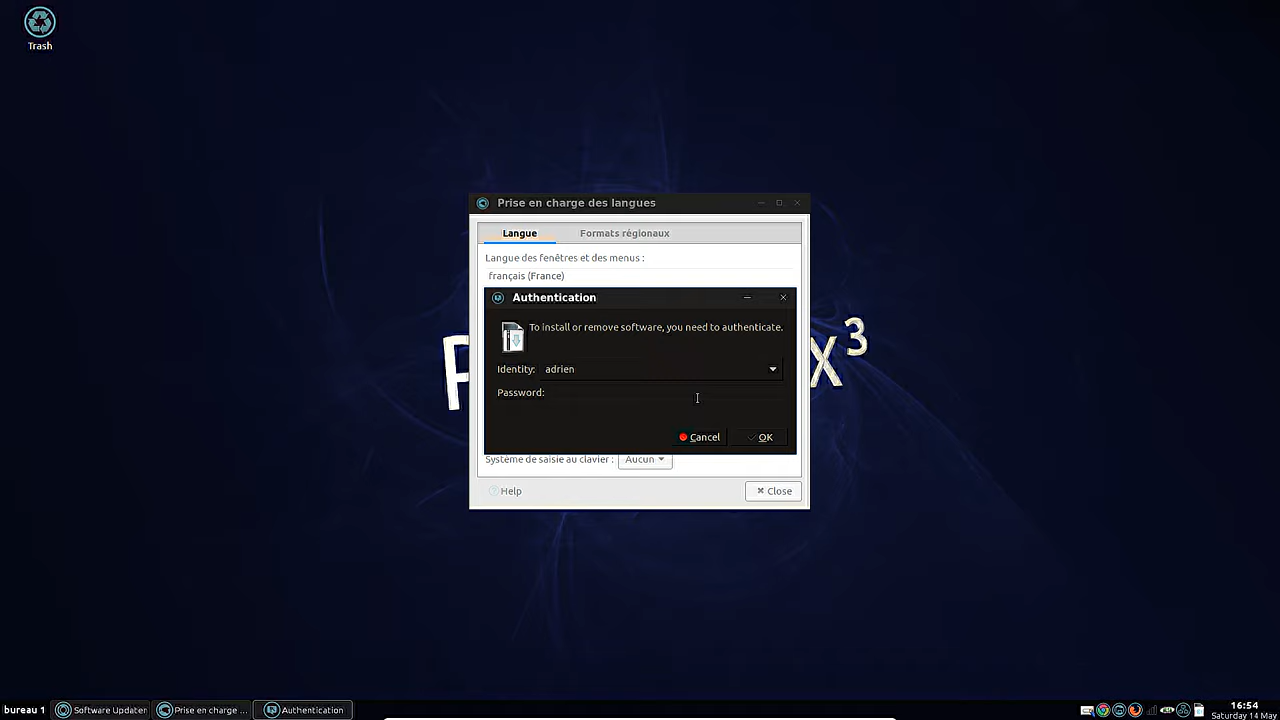 Trash
Prise en charge des langues
Langue
Formats régionaux
Langue des fenêtres et des menus :
français (France)
Authentication
To install or remove software, you need to authenticate.
Identity: adrien
Password:
Cancel
OK
Système de saisie au clavier : Aucun
Help
Close
bureau 1
Software Updater
Prise en charge ...
Authentication
16:54
Saturday 14 May